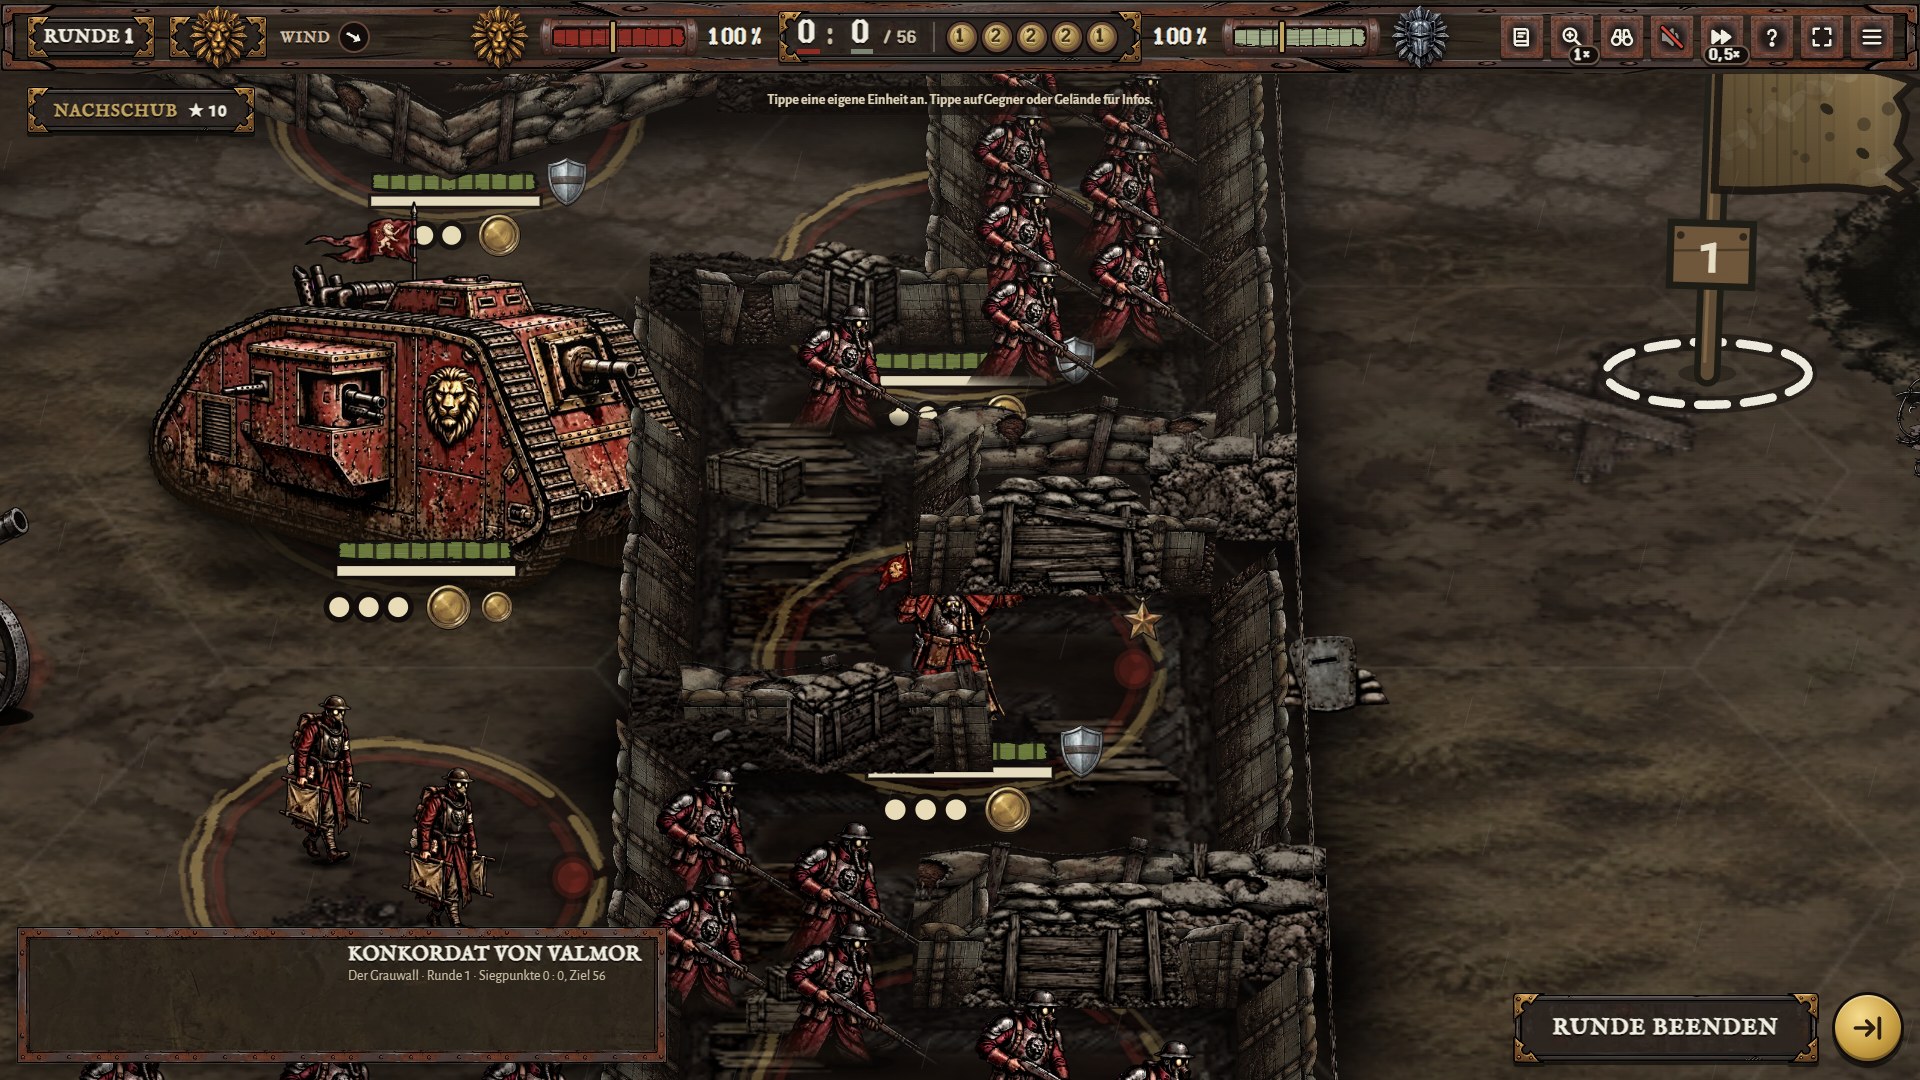 RUNDE 1
WIND
100%
0 : 0 / 56
1 2 2 2 1
100%
1×
0,5×
?
NACHSCHUB ★ 10
Tippe eine eigene Einheit an. Tippe auf Gegner oder Gelände für Infos.
1
KONKORDAT VON VALMOR
Der Grauwall · Runde 1 · Siegpunkte 0 : 0, Ziel 56
RUNDE BEENDEN